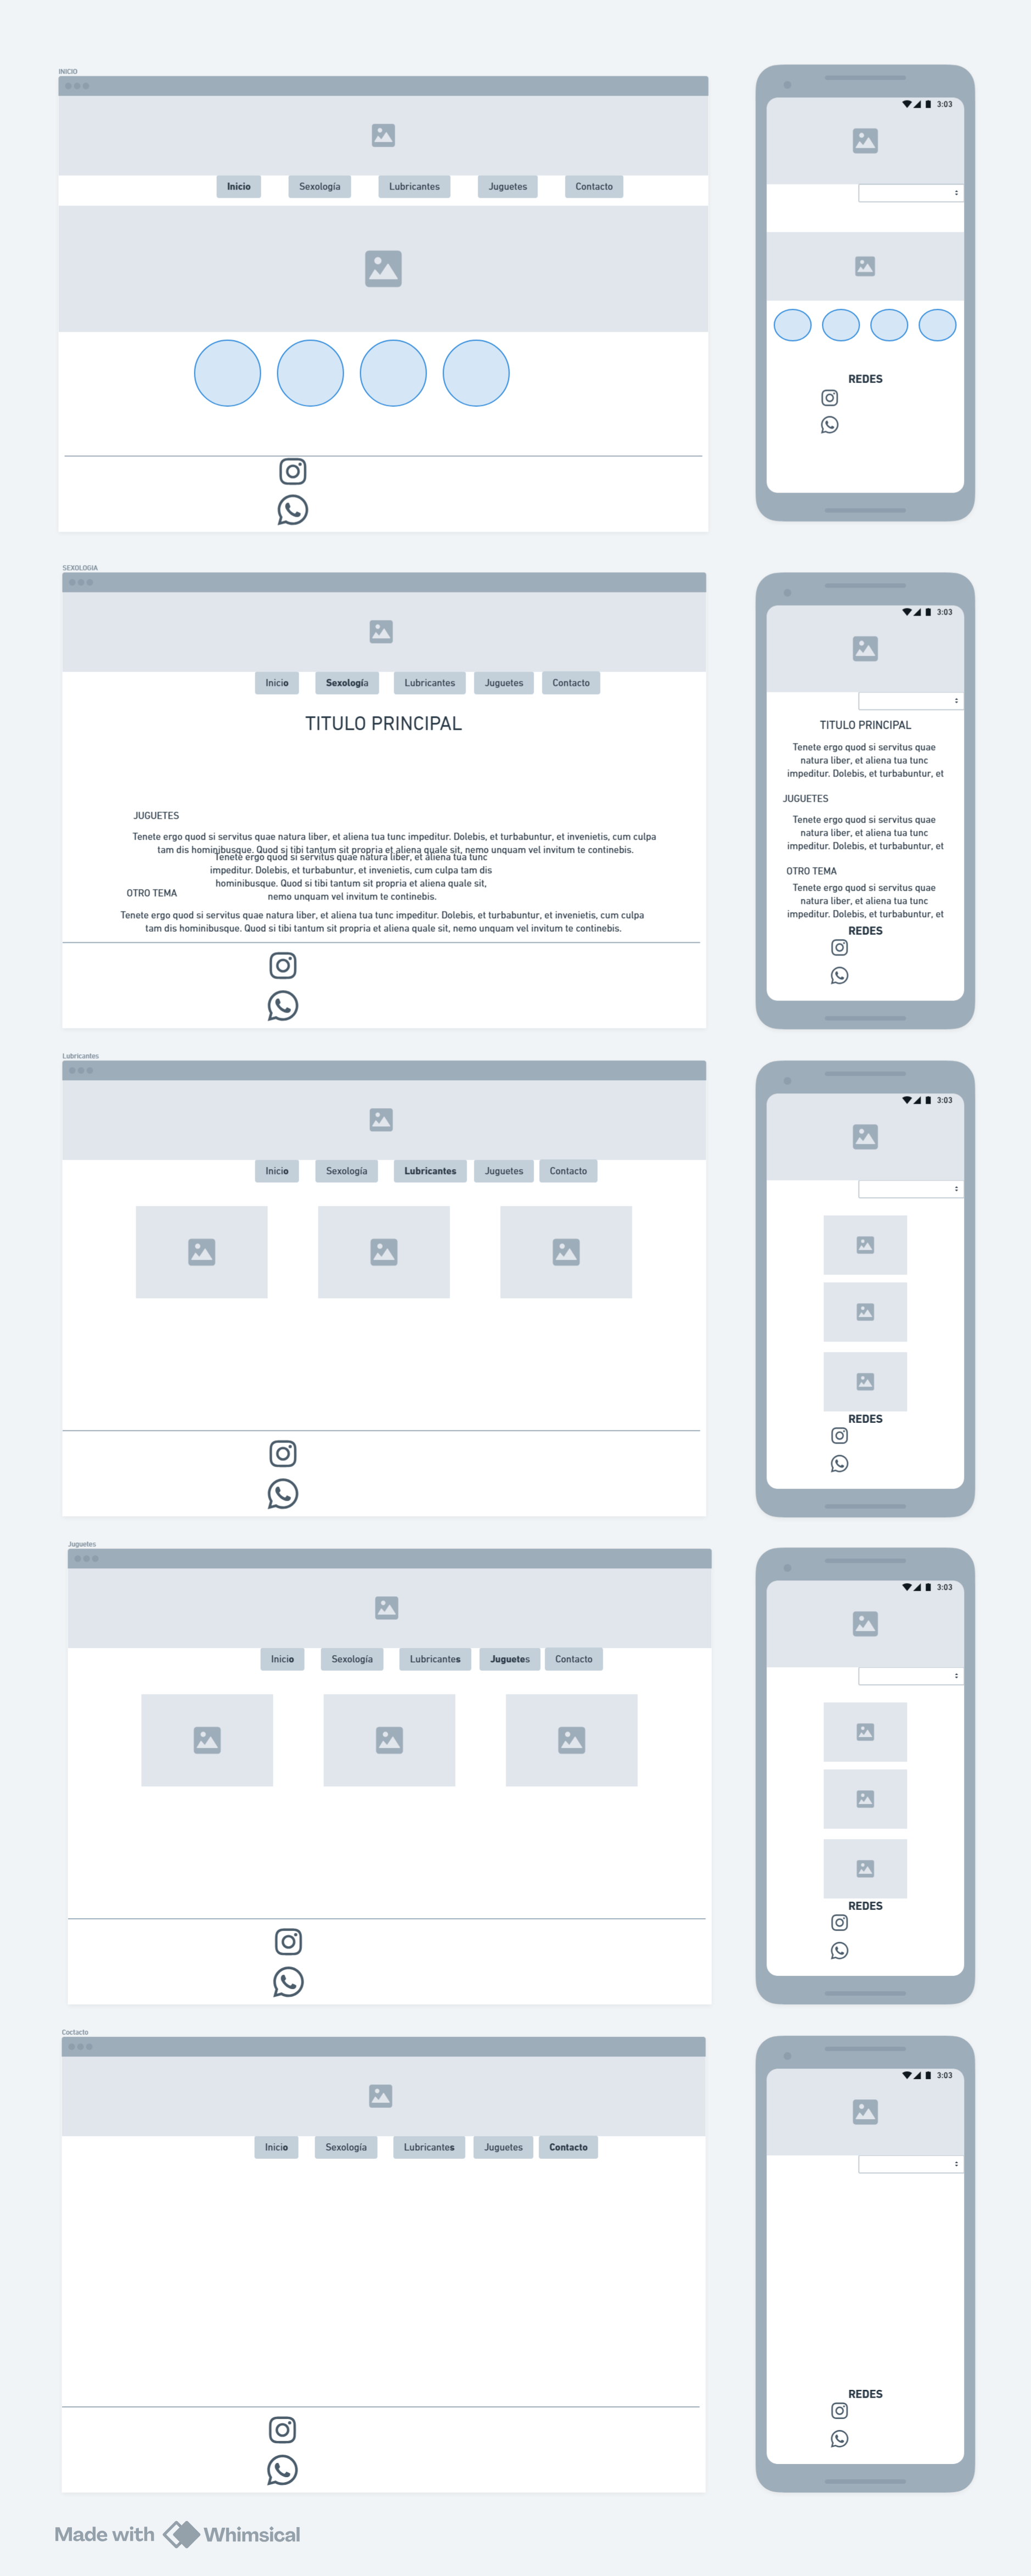 INICIO
Inicio
Sexología
Lubricantes
Juguetes
Contacto
3:03
REDES
SEXOLOGIA
Inicio
Sexología
Lubricantes
Juguetes
Contacto
TITULO PRINCIPAL
JUGUETES
Tenete ergo quod si servitus quae natura liber, et aliena tua tunc impeditur. Dolebis, et turbabuntur, et invenietis, cum culpa
tam dis hominibusque. Quod si tibi tantum sit propria et aliena quale sit, nemo unquam vel invitum te continebis.
Tenete ergo quod si servitus quae natura liber, et aliena tua tunc
impeditur. Dolebis, et turbabuntur, et invenietis, cum culpa tam dis
hominibusque. Quod si tibi tantum sit propria et aliena quale sit,
nemo unquam vel invitum te continebis.
OTRO TEMA
Tenete ergo quod si servitus quae natura liber, et aliena tua tunc impeditur. Dolebis, et turbabuntur, et invenietis, cum culpa
tam dis hominibusque. Quod si tibi tantum sit propria et aliena quale sit, nemo unquam vel invitum te continebis.
3:03
TITULO PRINCIPAL
Tenete ergo quod si servitus quae
natura liber, et aliena tua tunc
impeditur. Dolebis, et turbabuntur, et
JUGUETES
Tenete ergo quod si servitus quae
natura liber, et aliena tua tunc
impeditur. Dolebis, et turbabuntur, et
OTRO TEMA
Tenete ergo quod si servitus quae
natura liber, et aliena tua tunc
impeditur. Dolebis, et turbabuntur, et
REDES
Lubricantes
Inicio
Sexología
Lubricantes
Juguetes
Contacto
3:03
REDES
Juguetes
Inicio
Sexología
Lubricantes
Juguetes
Contacto
3:03
REDES
Coctacto
Inicio
Sexología
Lubricantes
Juguetes
Contacto
3:03
REDES
Made with Whimsical